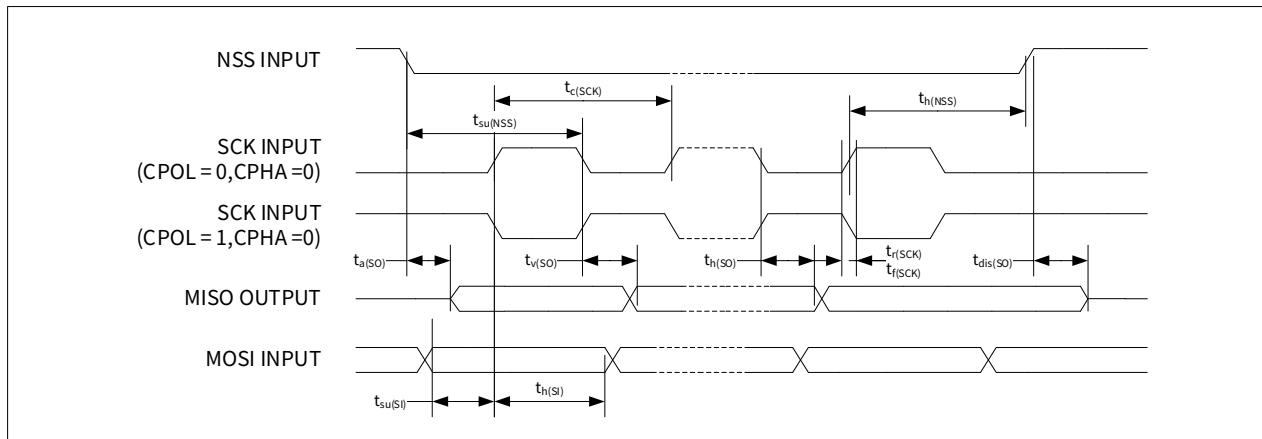 NSS INPUT
t_c(SCK)
t_h(NSS)
t_su(NSS)
SCK INPUT
(CPOL = 0,CPHA =0)
SCK INPUT
(CPOL = 1,CPHA =0)
t_a(SO)
t_v(SO)
t_h(SO)
t_r(SCK)
t_f(SCK)
t_dis(SO)
MISO OUTPUT
MOSI INPUT
t_su(SI)
t_h(SI)